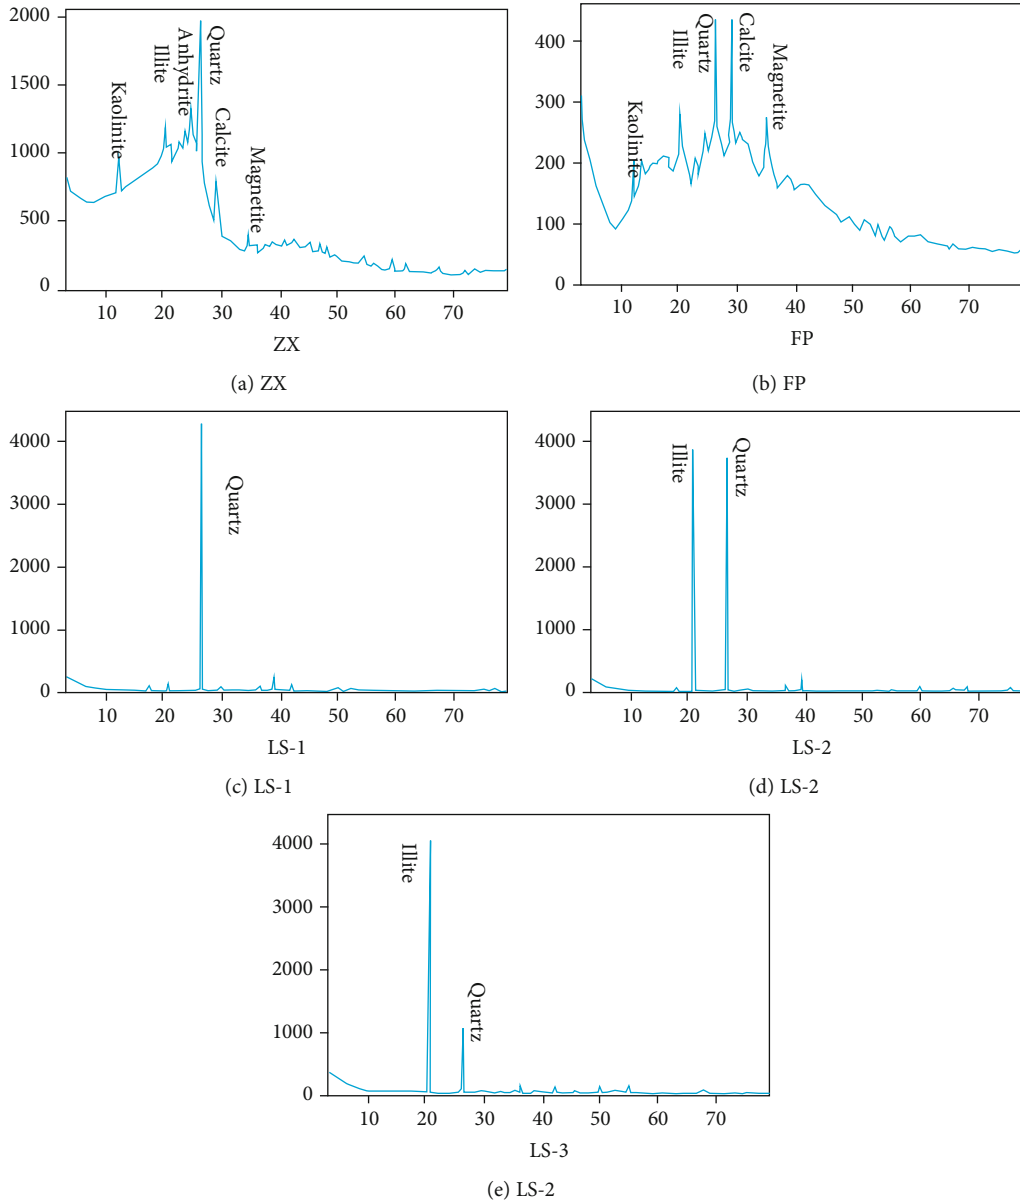 2000
1500
1000
500
0
Kaolinite
Illite
Anhydrite
Quartz
Calcite
Magnetite
10 20 30 40 50 60 70
ZX
(a) ZX
400
300
200
100
0
Kaolinite
Illite
Quartz
Calcite
Magnetite
10 20 30 40 50 60 70
FP
(b) FP
4000
3000
2000
1000
0
Quartz
10 20 30 40 50 60 70
LS-1
(c) LS-1
4000
3000
2000
1000
0
Illite
Quartz
10 20 30 40 50 60 70
LS-2
(d) LS-2
4000
3000
2000
1000
0
Illite
Quartz
10 20 30 40 50 60 70
LS-3
(e) LS-2